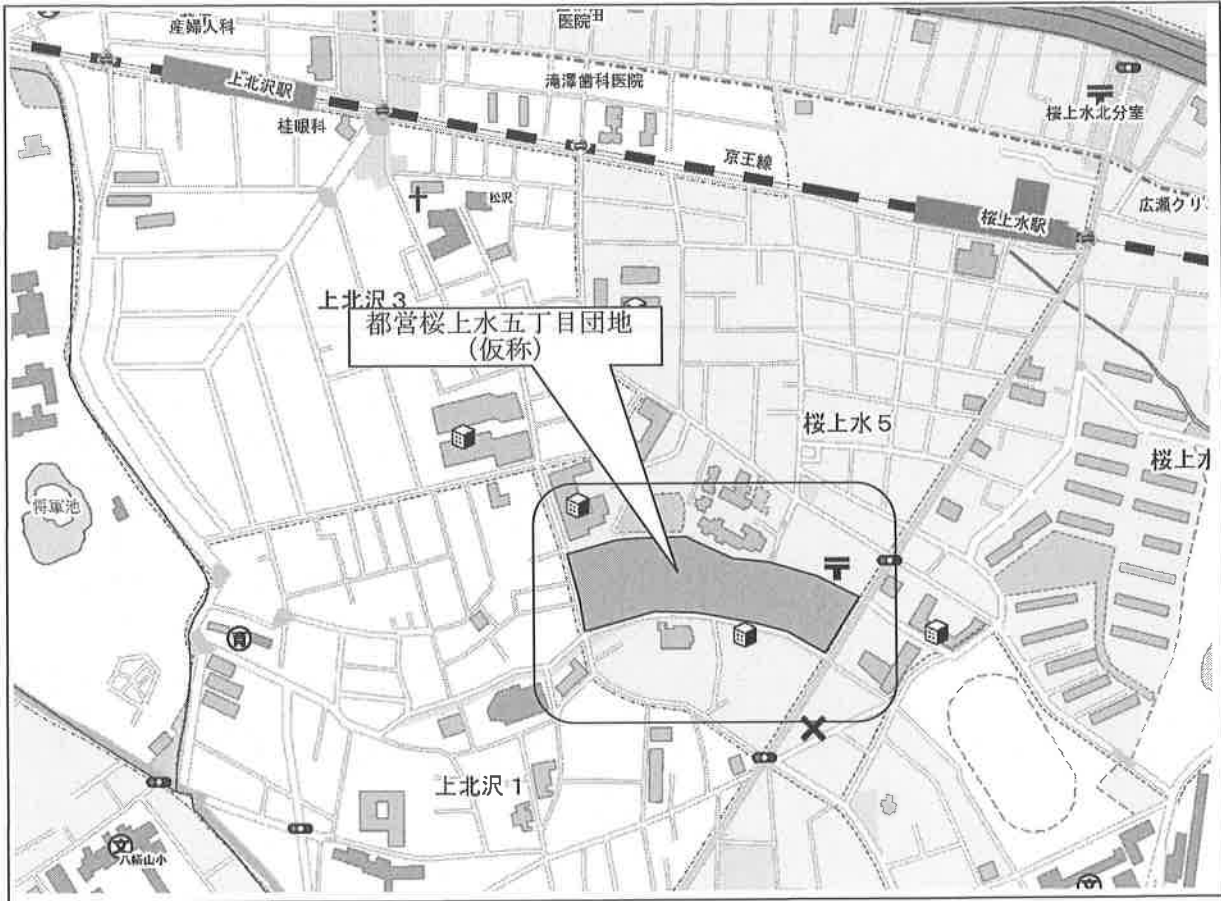 産婦人科
医院
上北沢駅
滝澤歯科医院
桂眼科
桜上水北分室
京王線
松沢
広瀬クリ
桜上水駅
上北沢3
都営桜上水五丁目団地
(仮称)
桜上水5
桜上水
将軍池
育
上北沢1
文
八幡山小
文